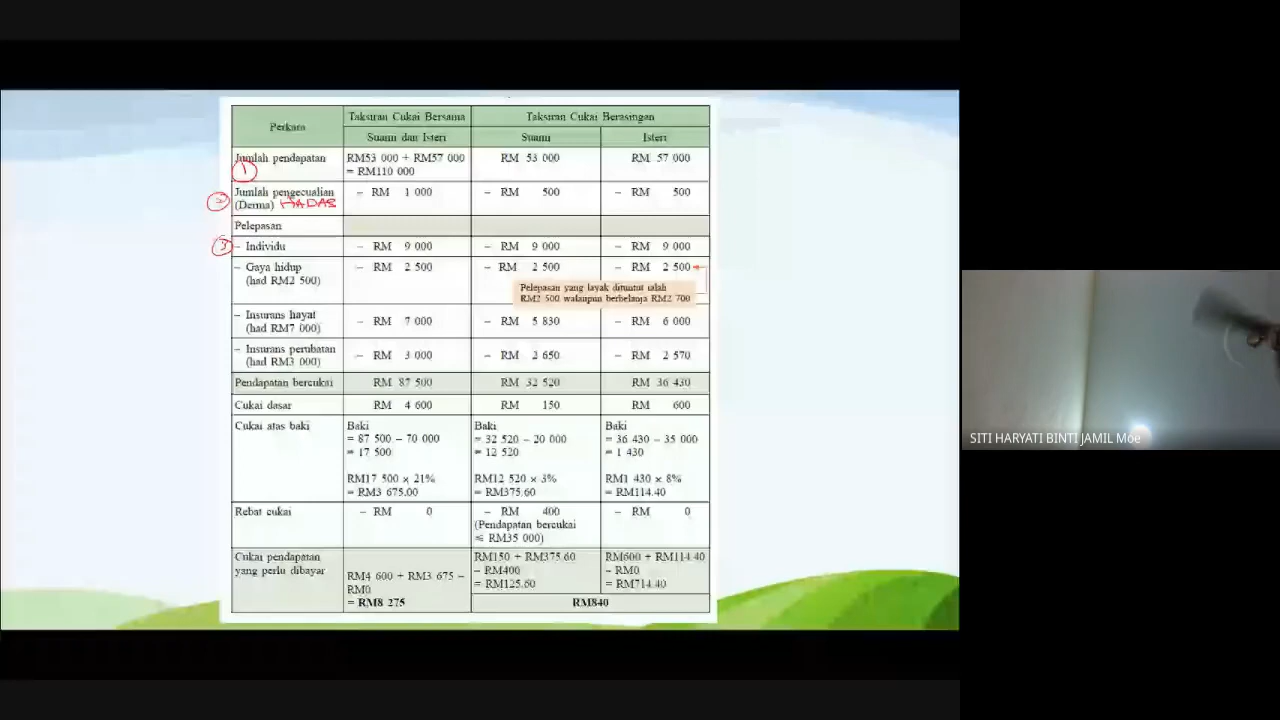 Perkara
Taksiran Cukai Bersama
Taksiran Cukai Berasingan
Suami dan Isteri
Suami
Isteri
Jumlah pendapatan
RM53 000 + RM57 000
= RM110 000
RM 53 000
RM 57 000
1
2
Jumlah pengecualian
(Derma) HADAS
– RM 1 000
– RM 500
– RM 500
Pelepasan
3
– Individu
– RM 9 000
– RM 9 000
– RM 9 000
– Gaya hidup
(had RM2 500)
– RM 2 500
– RM 2 500
– RM 2 500
Pelepasan yang layak dituntut ialah
RM2 500 walaupun berbelanja RM2 700
– Insurans hayat
(had RM7 000)
– RM 7 000
– RM 5 830
– RM 6 000
– Insurans perubatan
(had RM3 000)
– RM 3 000
– RM 2 650
– RM 2 570
Pendapatan bercukai
RM 87 500
RM 32 520
RM 36 430
Cukai dasar
RM 4 600
RM 150
RM 600
Cukai atas baki
Baki
= 87 500 – 70 000
= 17 500
RM17 500 × 21%
= RM3 675.00
Baki
= 32 520 – 20 000
= 12 520
RM12 520 × 3%
= RM375.60
Baki
= 36 430 – 35 000
= 1 430
RM1 430 × 8%
= RM114.40
Rebat cukai
– RM 0
– RM 400
(Pendapatan bercukai
≤ RM35 000)
– RM 0
Cukai pendapatan
yang perlu dibayar
RM4 600 + RM3 675 –
RM0
= RM8 275
RM150 + RM375.60
– RM400
= RM125.60
RM600 + RM114.40
– RM0
= RM714.40
RM840
SITI HARYATI BINTI JAMIL Moe